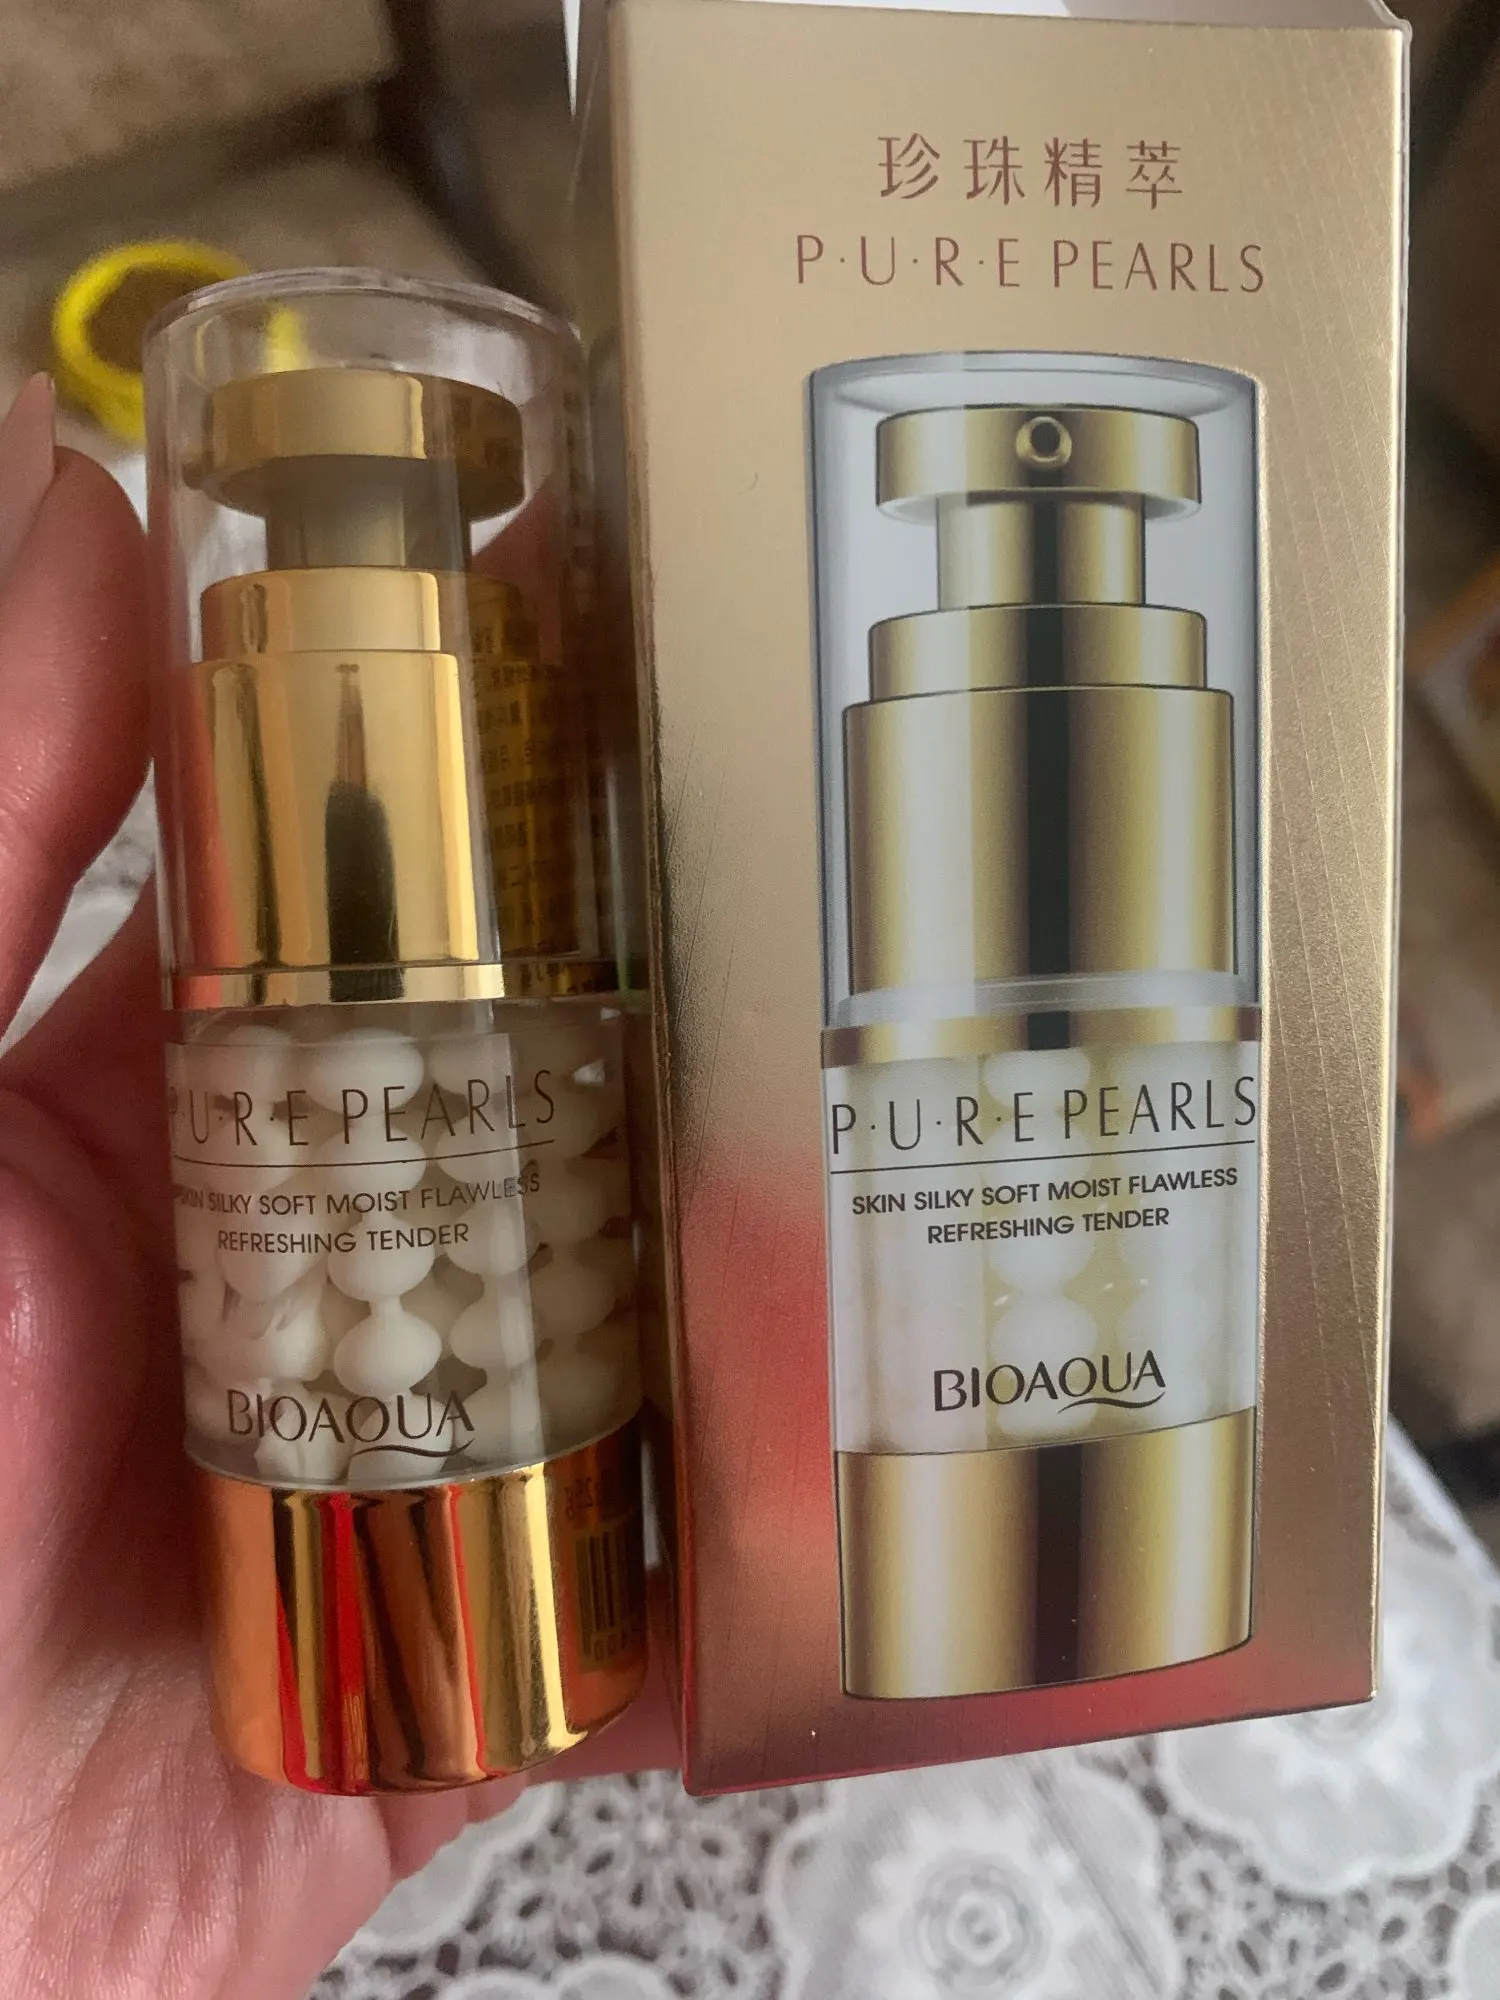 珍珠精萃
P·U·R·E PEARLS
P·U·R·E PEARLS
SKIN SILKY SOFT MOIST FLAWLESS
REFRESHING TENDER
BIOAQUA
P·U·R·E PEARLS
SKIN SILKY SOFT MOIST FLAWLESS
REFRESHING TENDER
BIOAQUA